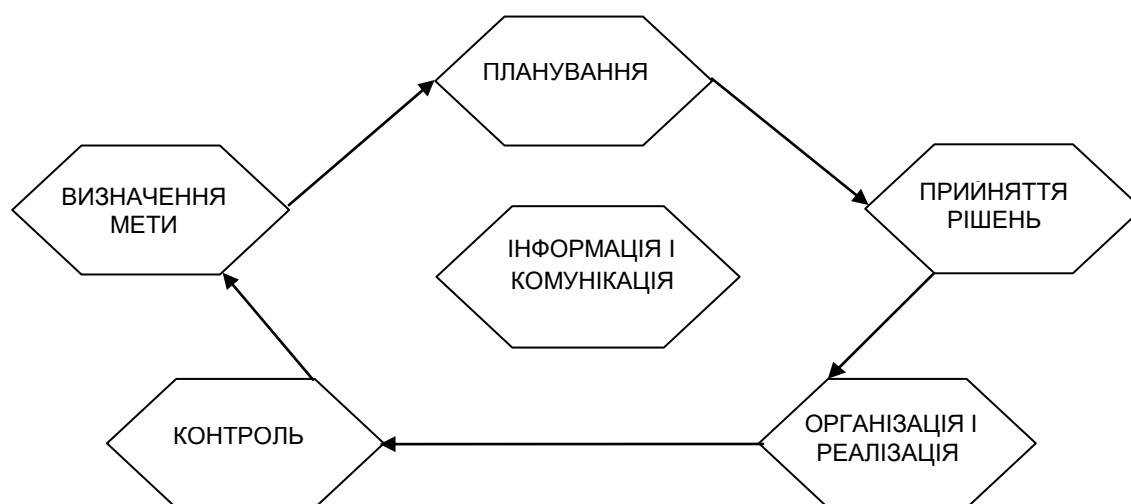 ПЛАНУВАННЯ
ВИЗНАЧЕННЯ
МЕТИ
ПРИЙНЯТТЯ
РІШЕНЬ
ІНФОРМАЦІЯ І
КОМУНІКАЦІЯ
КОНТРОЛЬ
ОРГАНІЗАЦІЯ І
РЕАЛІЗАЦІЯ